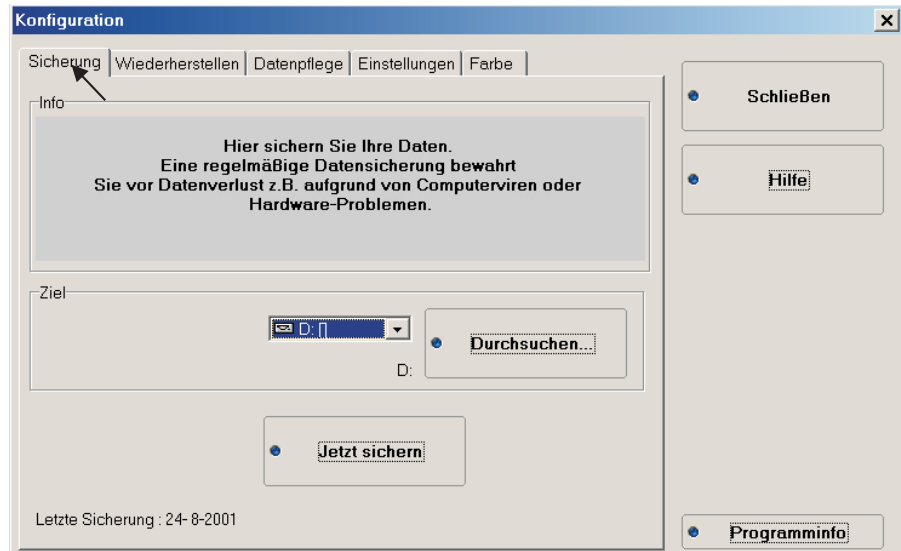 Konfiguration
Sicherung Wiederherstellen Datenpflege Einstellungen Farbe
Info
Hier sichern Sie Ihre Daten.
Eine regelmäßige Datensicherung bewahrt
Sie vor Datenverlust z.B. aufgrund von Computerviren oder
Hardware-Problemen.
Ziel
D: []
D:
Durchsuchen...
Jetzt sichern
Letzte Sicherung : 24- 8-2001
Schließen
Hilfe
Programminfo